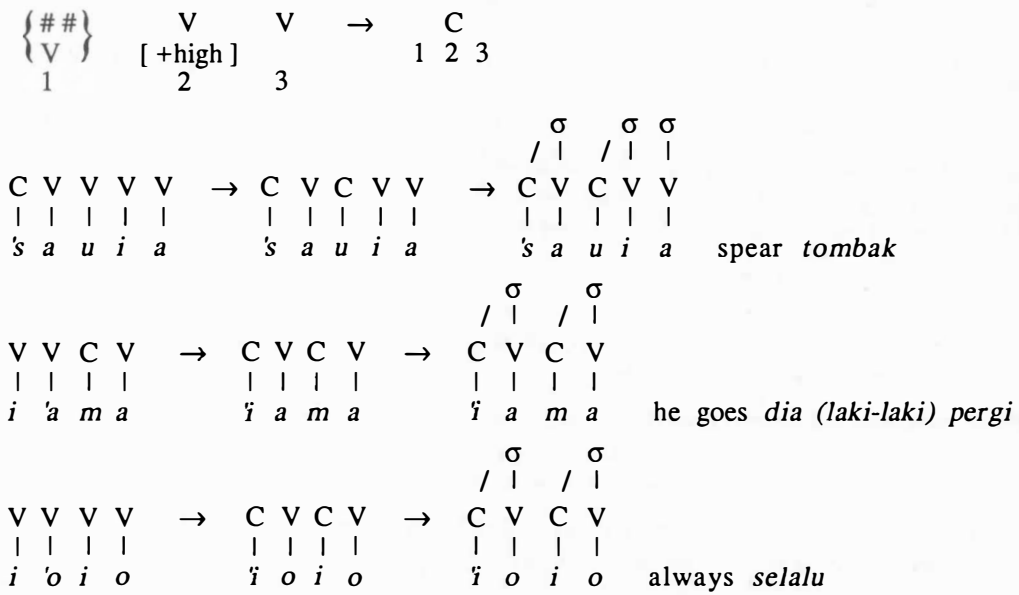 { # # } V V → C
{ V } [ +high ] 1 2 3
1 2 3
σ σ σ
/ | / | |
C V V V V → C V C V V → C V C V V
| | | | | | | | | | | | | | |
's a u i a 's a u i a 's a u i a spear tombak
σ σ
/ | / |
V V C V → C V C V → C V C V
| | | | | | | | | | | |
i 'a m a 'i a m a 'i a m a he goes dia (laki-laki) pergi
σ σ
/ | / |
V V V V → C V C V → C V C V
| | | | | | | | | | | |
i 'o i o 'i o i o 'i o i o always selalu